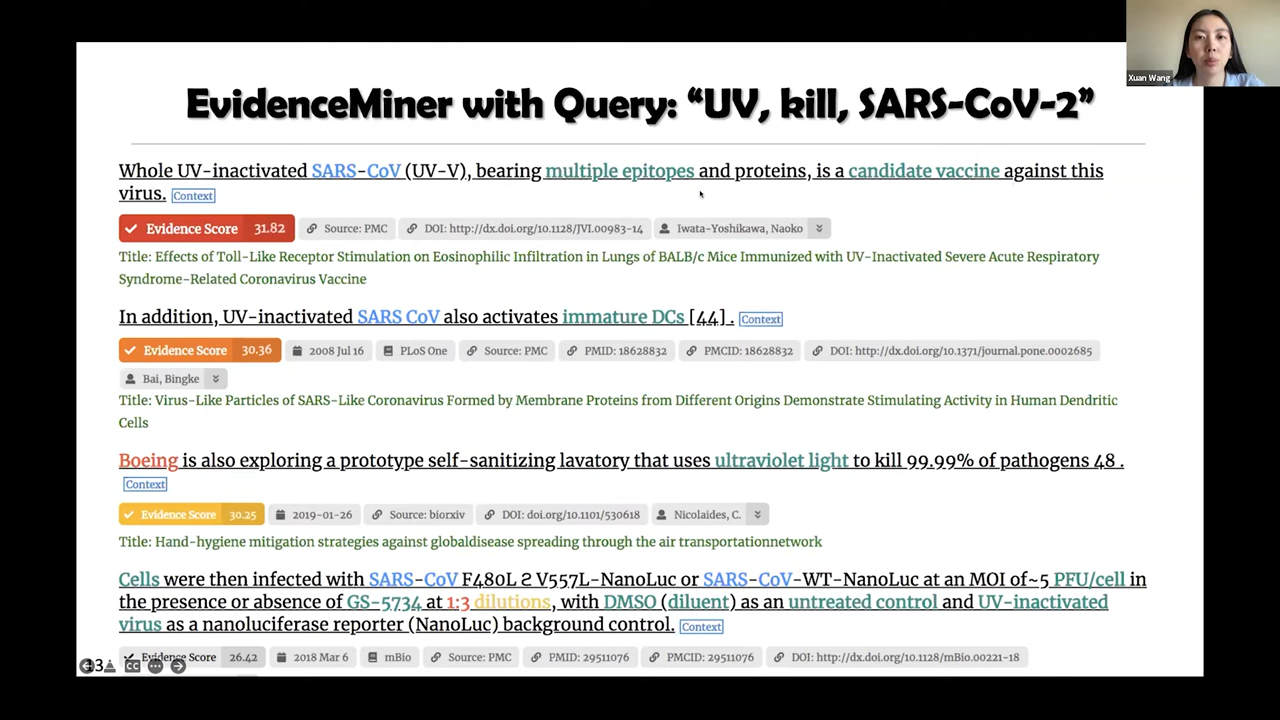 Xuan Wang
EvidenceMiner with Query: “UV, kill, SARS-CoV-2”
Whole UV-inactivated SARS-CoV (UV-V), bearing multiple epitopes and proteins, is a candidate vaccine against this
virus. Context
Evidence Score 31.82 Source: PMC DOI: http://dx.doi.org/10.1128/JVI.00983-14 Iwata-Yoshikawa, Naoko
Title: Effects of Toll-Like Receptor Stimulation on Eosinophilic Infiltration in Lungs of BALB/c Mice Immunized with UV-Inactivated Severe Acute Respiratory
Syndrome-Related Coronavirus Vaccine
In addition, UV-inactivated SARS CoV also activates immature DCs [44] . Context
Evidence Score 30.36 2008 Jul 16 PLoS One Source: PMC PMID: 18628832 PMCID: 18628832 DOI: http://dx.doi.org/10.1371/journal.pone.0002685
Bai, Bingke
Title: Virus-Like Particles of SARS-Like Coronavirus Formed by Membrane Proteins from Different Origins Demonstrate Stimulating Activity in Human Dendritic
Cells
Boeing is also exploring a prototype self-sanitizing lavatory that uses ultraviolet light to kill 99.99% of pathogens 48 .
Context
Evidence Score 30.25 2019-01-26 Source: biorxiv DOI: doi.org/10.1101/530618 Nicolaides, C.
Title: Hand-hygiene mitigation strategies against globaldisease spreading through the air transportationnetwork
Cells were then infected with SARS-CoV F480L Ƨ V557L-NanoLuc or SARS-CoV-WT-NanoLuc at an MOI of~5 PFU/cell in
the presence or absence of GS-5734 at 1:3 dilutions, with DMSO (diluent) as an untreated control and UV-inactivated
virus as a nanoluciferase reporter (NanoLuc) background control. Context
13 CC Evidence Score 26.42 2018 Mar 6 mBio Source: PMC PMID: 29511076 PMCID: 29511076 DOI: http://dx.doi.org/10.1128/mBio.00221-18